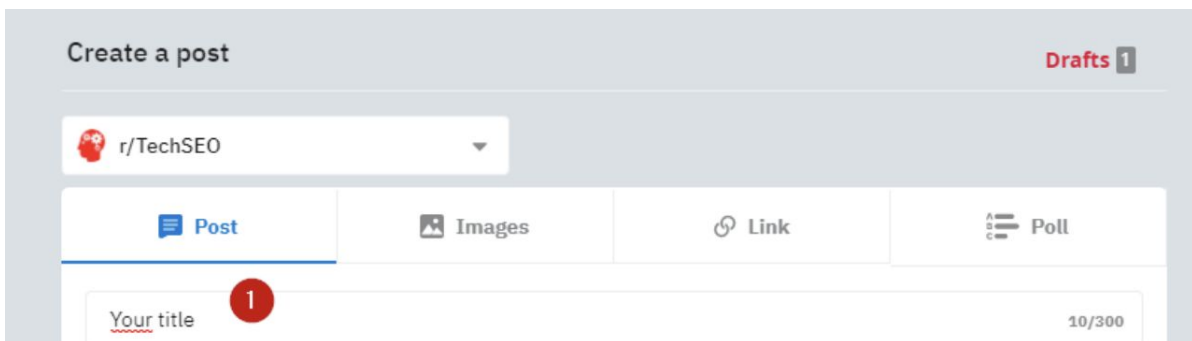 Create a post
Drafts 1
r/TechSEO
Post Images Link Poll
1
Your title 10/300